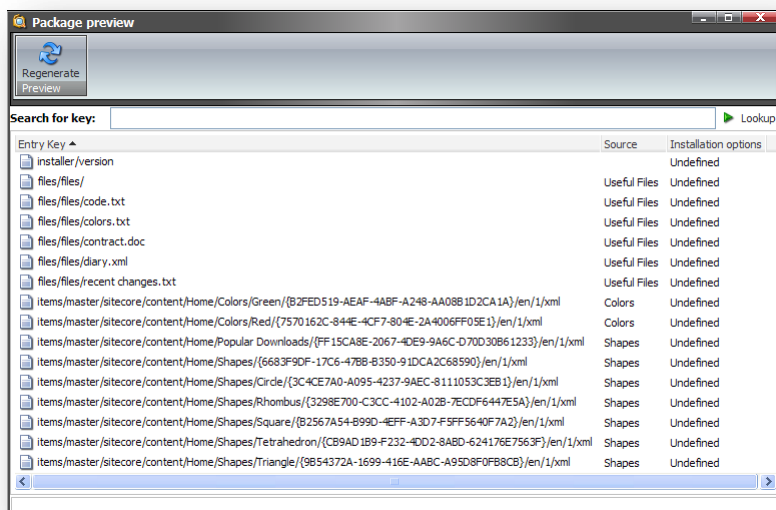 Package preview
Regenerate
Preview
Search for key: Lookup
Entry Key Source Installation options
installer/version Undefined
files/files/ Useful Files Undefined
files/files/code.txt Useful Files Undefined
files/files/colors.txt Useful Files Undefined
files/files/contract.doc Useful Files Undefined
files/files/diary.xml Useful Files Undefined
files/files/recent changes.txt Useful Files Undefined
items/master/sitecore/content/Home/Colors/Green/{B2FED519-AEAF-4ABF-A248-AA08B1D2CA1A}/en/1/xml Colors Undefined
items/master/sitecore/content/Home/Colors/Red/{7570162C-844E-4CF7-804E-2A4006FF05E1}/en/1/xml Colors Undefined
items/master/sitecore/content/Home/Popular Downloads/{FF15CA8E-2067-4DE9-9A6C-D70D30B61233}/en/1/xml Shapes Undefined
items/master/sitecore/content/Home/Shapes/{6683F9DF-17C6-47BB-B350-91DCA2C68590}/en/1/xml Shapes Undefined
items/master/sitecore/content/Home/Shapes/Circle/{3C4CE7A0-A095-4237-9AEC-8111053C3EB1}/en/1/xml Shapes Undefined
items/master/sitecore/content/Home/Shapes/Rhombus/{3298E700-C3CC-4102-A02B-7ECDF6447E5A}/en/1/xml Shapes Undefined
items/master/sitecore/content/Home/Shapes/Square/{B2567A54-B99D-4EFF-A3D7-F5FF5640F7A2}/en/1/xml Shapes Undefined
items/master/sitecore/content/Home/Shapes/Tetrahedron/{CB9AD1B9-F232-4DD2-8ABD-624176E7563F}/en/1/xml Shapes Undefined
items/master/sitecore/content/Home/Shapes/Triangle/{9B54372A-1699-416E-AABC-A95D8F0FB8CB}/en/1/xml Shapes Undefined